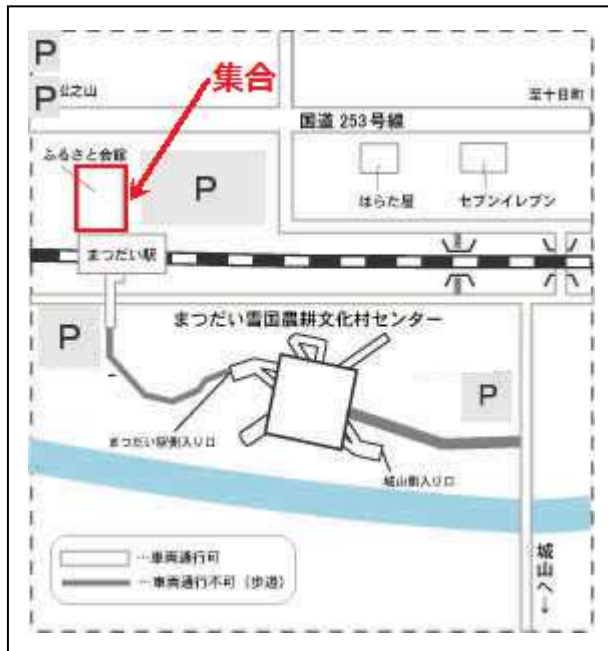 P
集合
P
至十日町
国道253号線
ふるさと会館
P
はらた屋
セブンイレブン
まつだい駅
まつだい雪国農耕文化村センター
P
P
まつだい駅側入り口
城山側入り口
…車両通行可
…車両通行不可（歩道）
城山へ←